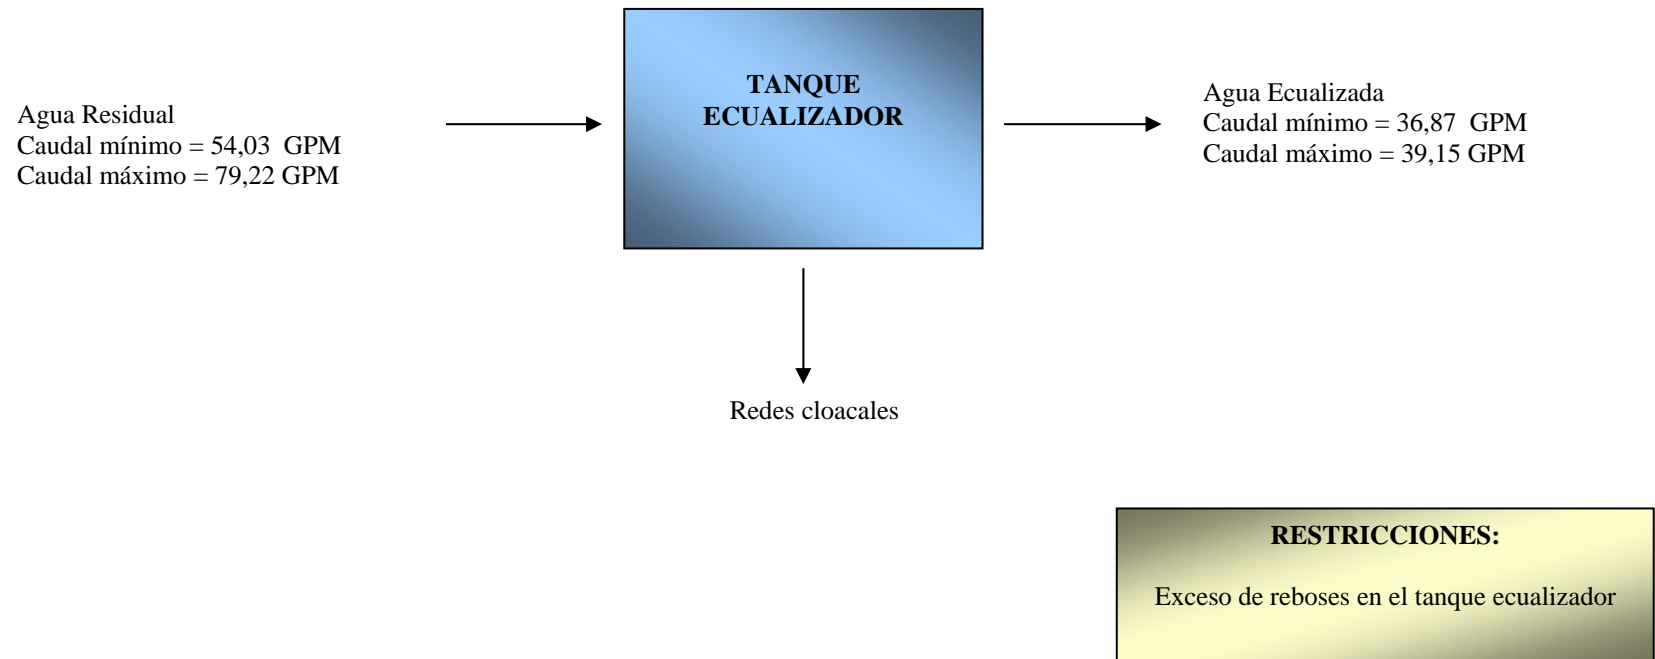 Agua Residual
Caudal mínimo = 54,03 GPM
Caudal máximo = 79,22 GPM
TANQUE
ECUALIZADOR
Agua Ecualizada
Caudal mínimo = 36,87 GPM
Caudal máximo = 39,15 GPM
Redes cloacales
RESTRICCIONES:
Exceso de reboses en el tanque ecualizador